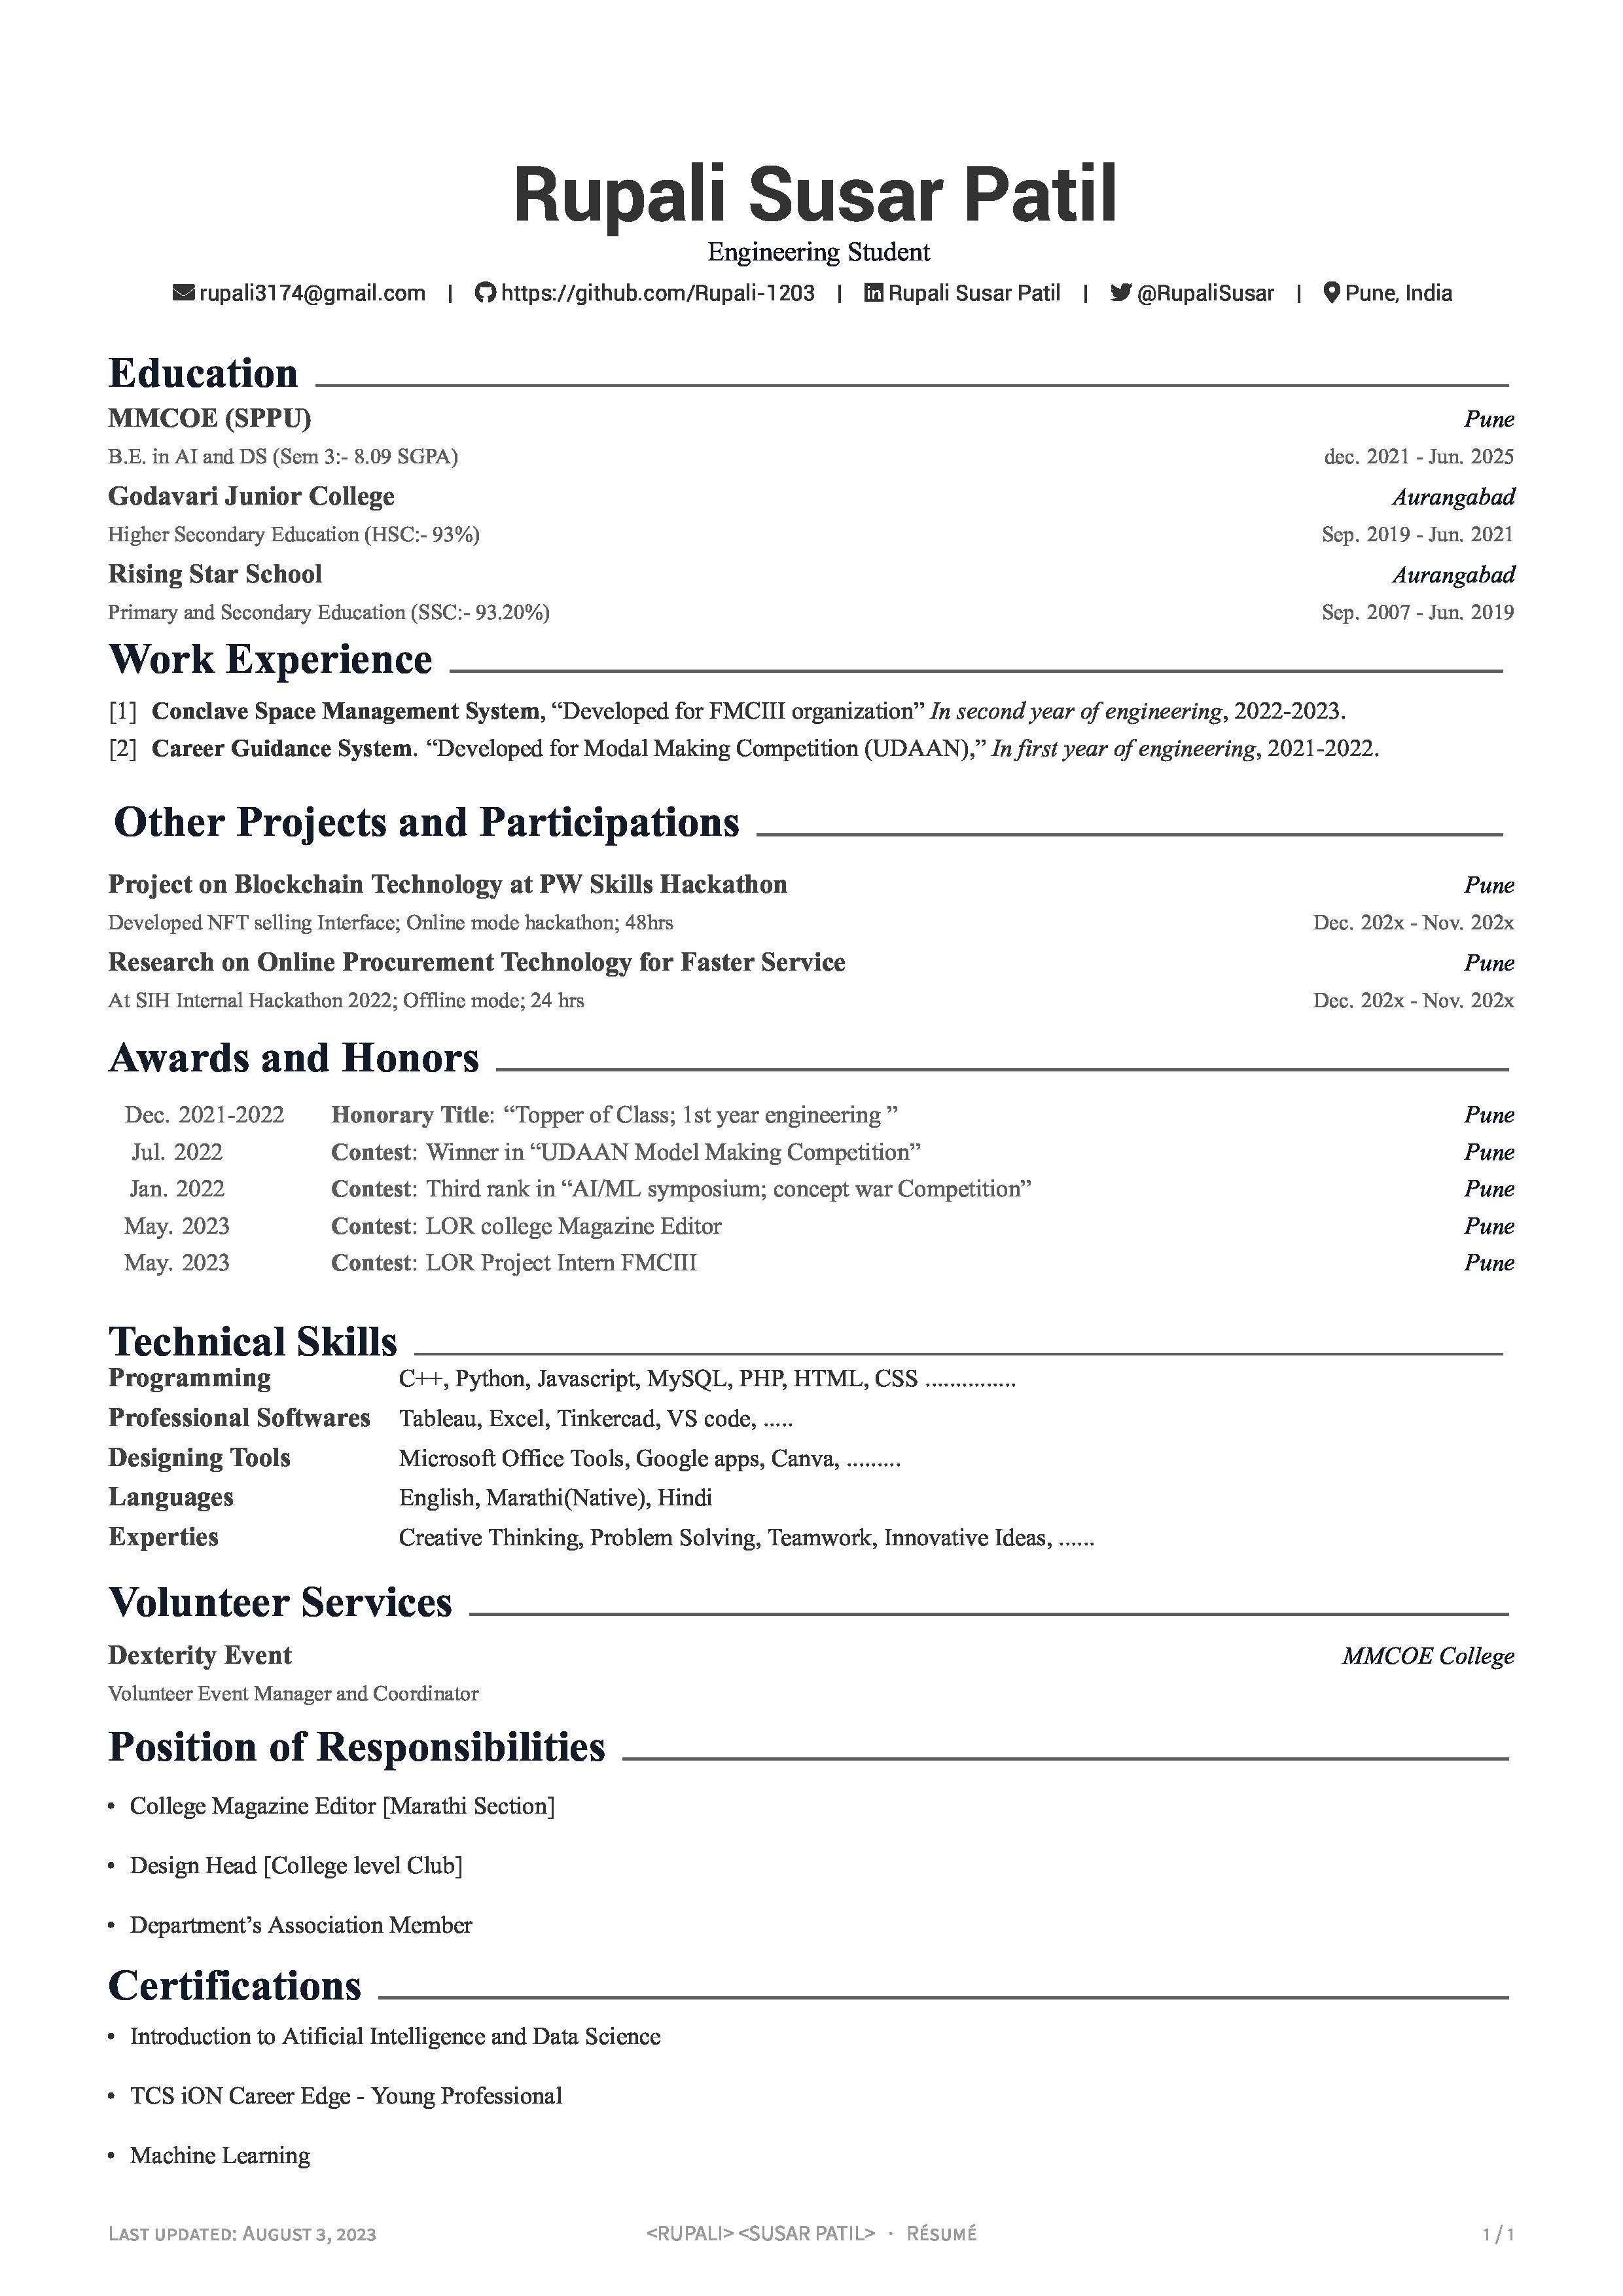 Rupali Susar Patil
Engineering Student
rupali3174@gmail.com | https://github.com/Rupali-1203 | Rupali Susar Patil | @RupaliSusar | Pune, India
Education
MMCOE (SPPU) Pune
B.E. in AI and DS (Sem 3:- 8.09 SGPA) dec. 2021 - Jun. 2025
Godavari Junior College Aurangabad
Higher Secondary Education (HSC:- 93%) Sep. 2019 - Jun. 2021
Rising Star School Aurangabad
Primary and Secondary Education (SSC:- 93.20%) Sep. 2007 - Jun. 2019
Work Experience
[1] Conclave Space Management System, “Developed for FMCIII organization” In second year of engineering, 2022-2023.
[2] Career Guidance System. “Developed for Modal Making Competition (UDAAN),” In first year of engineering, 2021-2022.
Other Projects and Participations
Project on Blockchain Technology at PW Skills Hackathon Pune
Developed NFT selling Interface; Online mode hackathon; 48hrs Dec. 202x - Nov. 202x
Research on Online Procurement Technology for Faster Service Pune
At SIH Internal Hackathon 2022; Offline mode; 24 hrs Dec. 202x - Nov. 202x
Awards and Honors
Dec. 2021-2022 Honorary Title: “Topper of Class; 1st year engineering ” Pune
Jul. 2022 Contest: Winner in “UDAAN Model Making Competition” Pune
Jan. 2022 Contest: Third rank in “AI/ML symposium; concept war Competition” Pune
May. 2023 Contest: LOR college Magazine Editor Pune
May. 2023 Contest: LOR Project Intern FMCIII Pune
Technical Skills
Programming C++, Python, Javascript, MySQL, PHP, HTML, CSS ...............
Professional Softwares Tableau, Excel, Tinkercad, VS code, .....
Designing Tools Microsoft Office Tools, Google apps, Canva, .........
Languages English, Marathi(Native), Hindi
Experties Creative Thinking, Problem Solving, Teamwork, Innovative Ideas, ......
Volunteer Services
Dexterity Event MMCOE College
Volunteer Event Manager and Coordinator
Position of Responsibilities
• College Magazine Editor [Marathi Section]
• Design Head [College level Club]
• Department’s Association Member
Certifications
• Introduction to Atificial Intelligence and Data Science
• TCS iON Career Edge - Young Professional
• Machine Learning
LAST UPDATED: AUGUST 3, 2023 <RUPALI> <SUSAR PATIL> · RÉSUMÉ 1 / 1